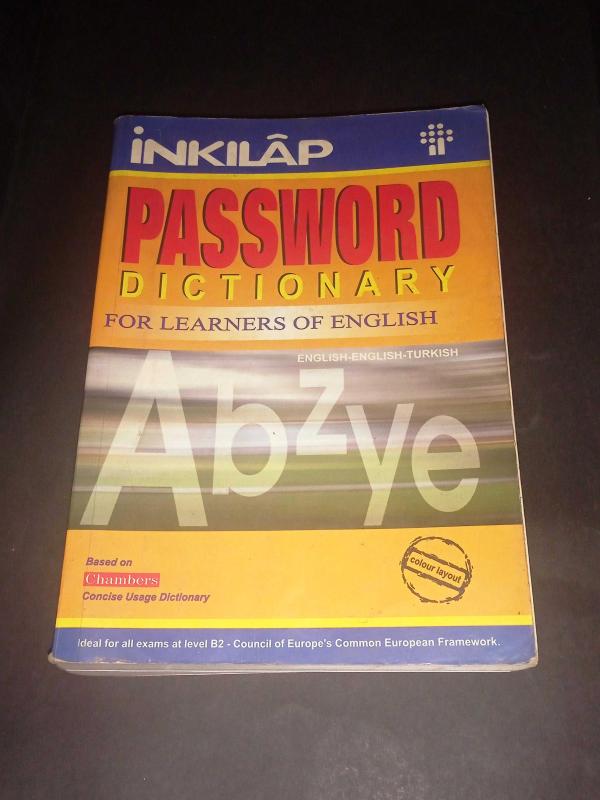 İNKILÂP
PASSWORD
DICTIONARY
FOR LEARNERS OF ENGLISH
ENGLISH-ENGLISH-TURKISH
Abzye
Based on
Chambers
Concise Usage Dictionary
colour layout
Ideal for all exams at level B2 - Council of Europe's Common European Framework.